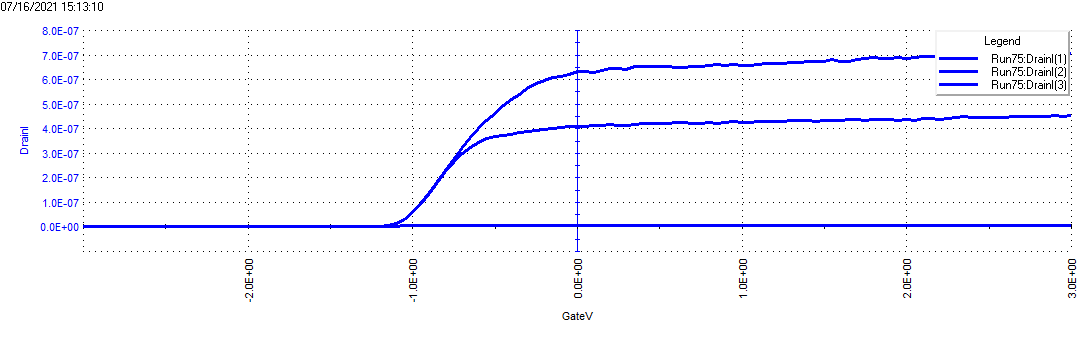 07/16/2021 15:13:10
8.0E-07
7.0E-07
6.0E-07
5.0E-07
4.0E-07
3.0E-07
2.0E-07
1.0E-07
0.0E+00
DrainI
Legend
Run75:DrainI(1)
Run75:DrainI(2)
Run75:DrainI(3)
-2.0E+00
-1.0E+00
0.0E+00
1.0E+00
2.0E+00
3.0E+00
GateV